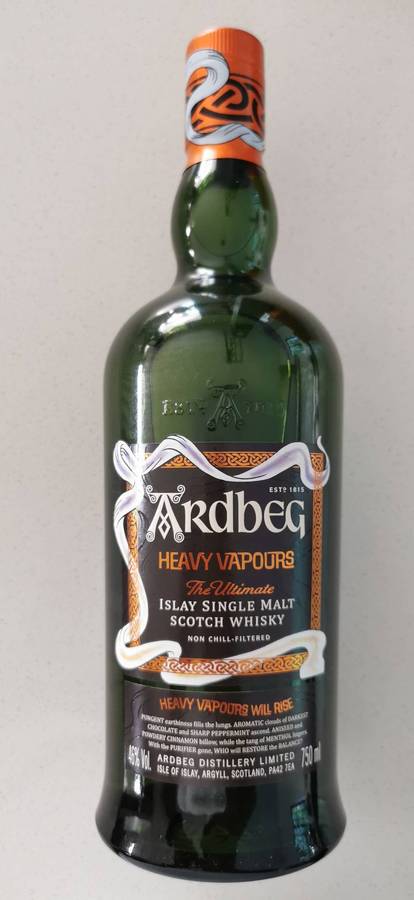 ESTD 1815
ARDBEG
HEAVY VAPOURS
The Ultimate
ISLAY SINGLE MALT
SCOTCH WHISKY
NON CHILL-FILTERED
HEAVY VAPOURS WILL RISE
PUNGENT earthiness fills the lungs. AROMATIC clouds of DARKEST
CHOCOLATE and SHARP PEPPERMINT ascend. ANISEED and
POWDERY CINNAMON billow, while the tang of MENTHOL lingers.
With the PURIFIER gone, WHO will RESTORE the BALANCE?
46% Vol. ARDBEG DISTILLERY LIMITED 750 ml
ISLE OF ISLAY, ARGYLL, SCOTLAND, PA42 7EA